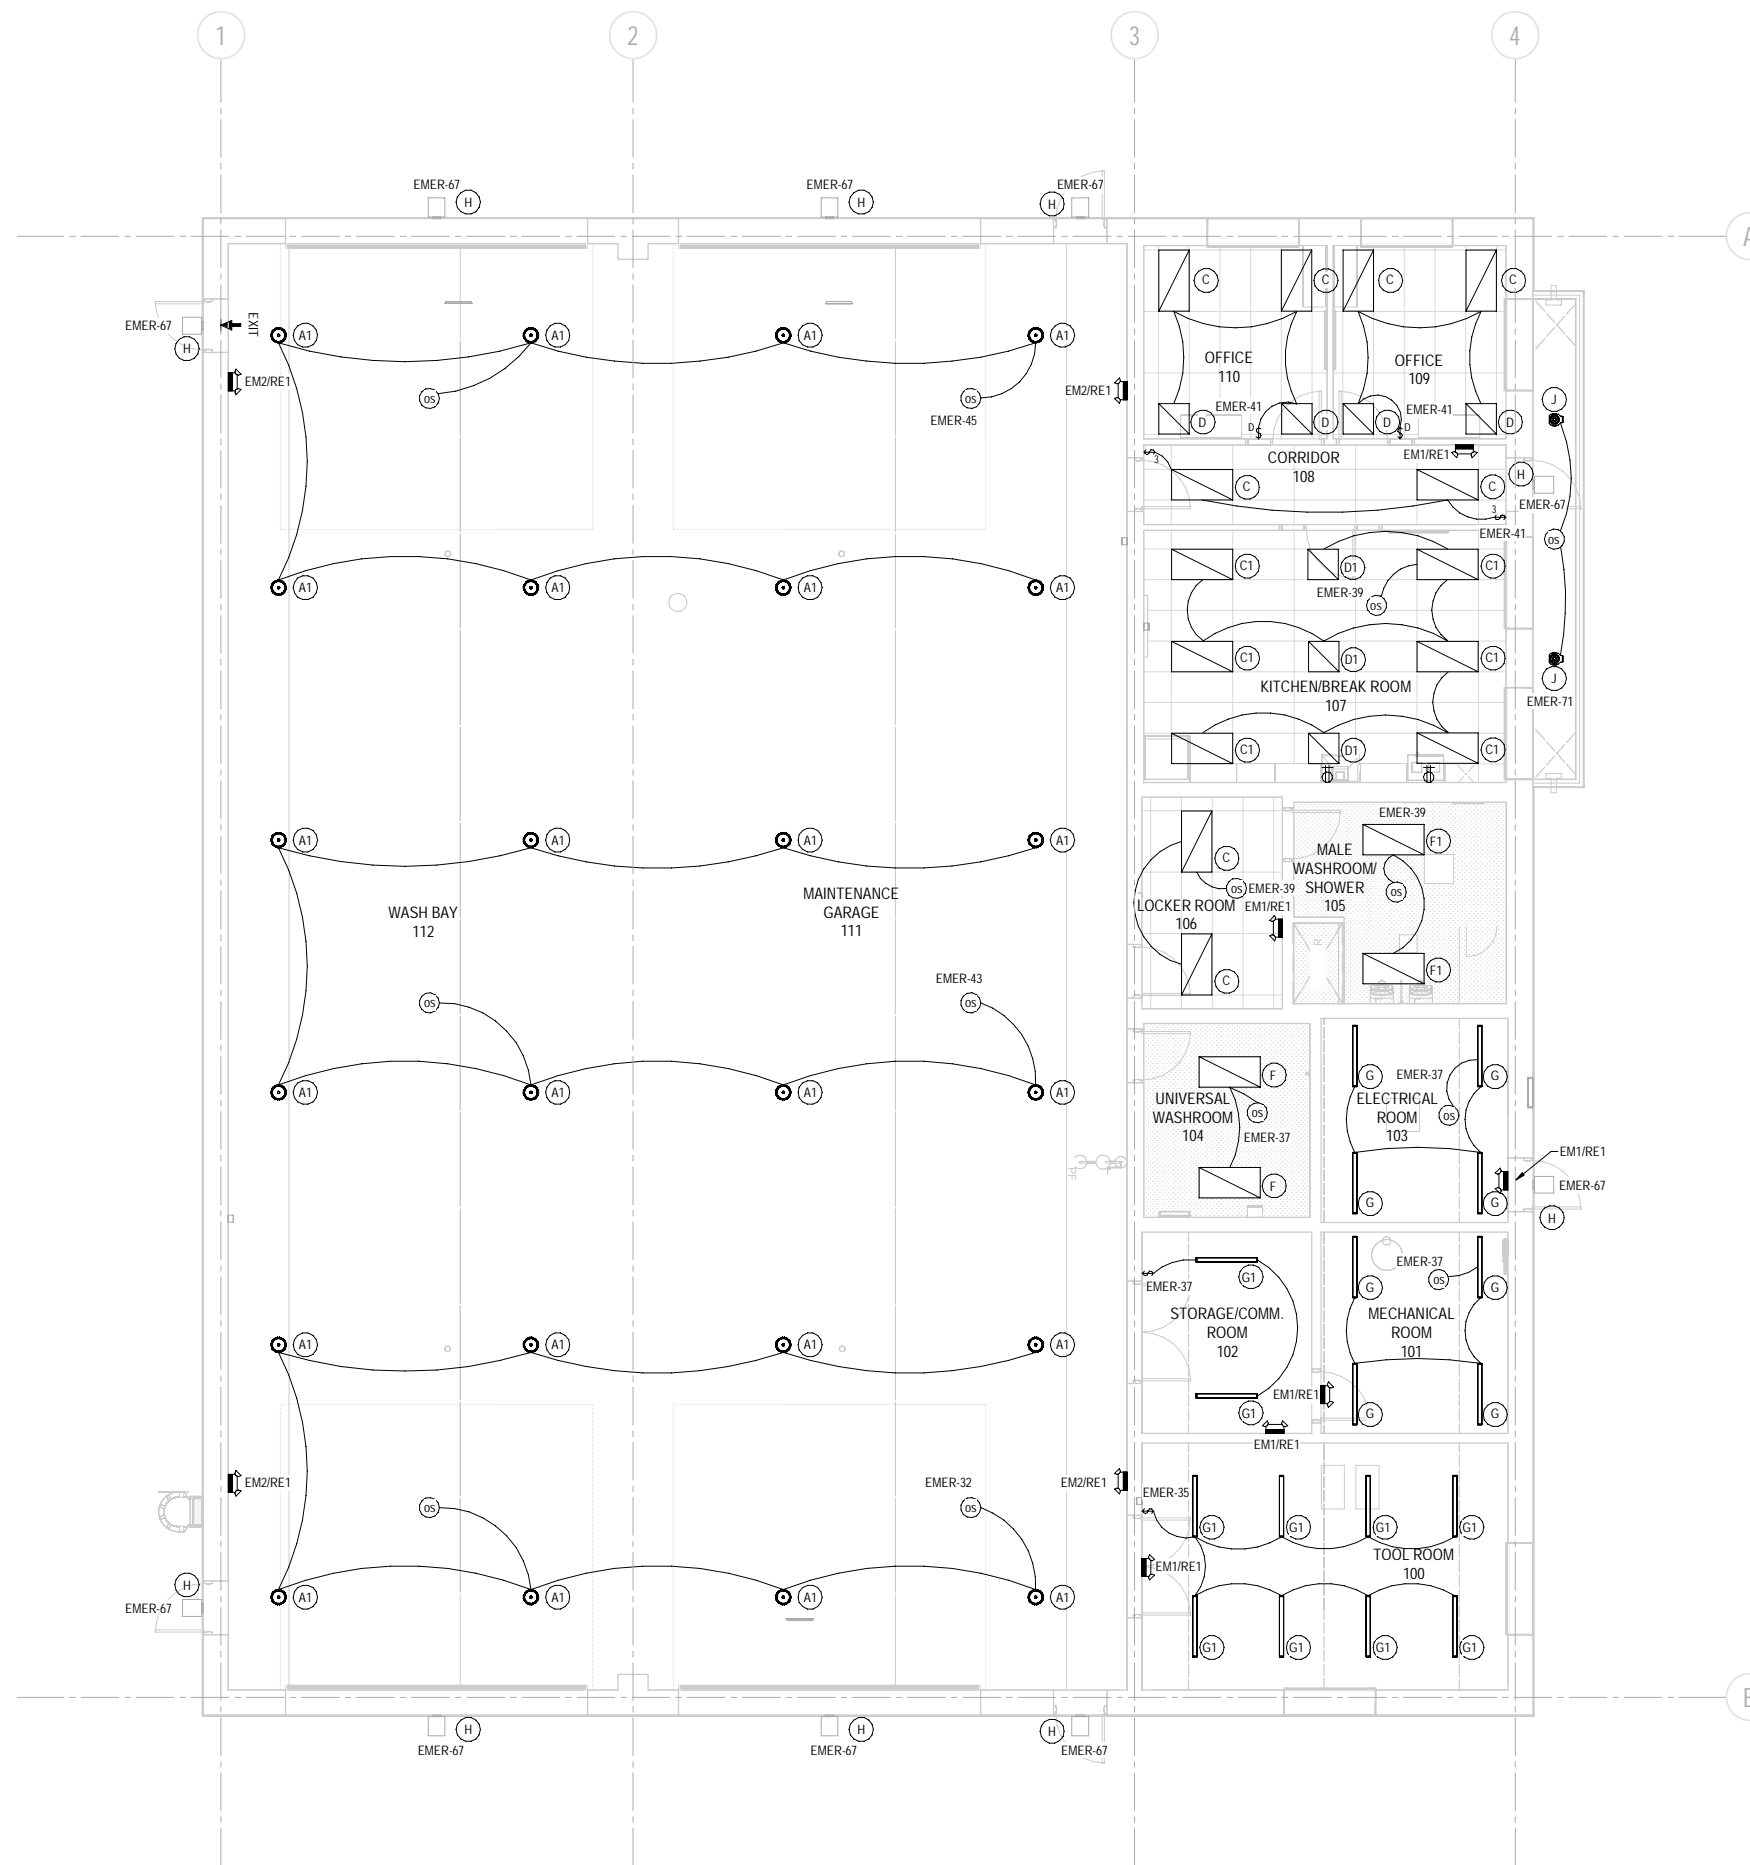 1
2
3
4
EMER-67
H
EMER-67
H
EMER-67
H
A
EMER-67
H
EXIT
EM2/RE1
A1
A1
A1
A1
os
os
EMER-45
EM2/RE1
C
C
C
C
OFFICE
110
OFFICE
109
EMER-41
EMER-41
D
D
D
D
D
$
D
$
J
EM1/RE1
CORRIDOR
108
$
3
C
C
H
EMER-67
3
$
EMER-41
os
A1
A1
A1
A1
C1
D1
C1
EMER-39
os
C1
D1
C1
KITCHEN/BREAK ROOM
107
J
EMER-71
C1
D1
C1
A1
A1
A1
A1
WASH BAY
112
MAINTENANCE
GARAGE
111
C
os
EMER-39
EM1/RE1
LOCKER ROOM
106
C
EMER-39
F1
MALE
WASHROOM/
SHOWER
105
os
F1
R
os
EMER-43
os
A1
A1
A1
A1
F
UNIVERSAL
WASHROOM
104
os
EMER-37
F
G
EMER-37
G
ELECTRICAL
ROOM
103
os
G
G
EM1/RE1
EMER-67
H
$
EMER-37
G1
STORAGE/COMM.
ROOM
102
G1
EM1/RE1
EM1/RE1
EMER-37
os
G
G
MECHANICAL
ROOM
101
G
G
A1
A1
A1
A1
EM2/RE1
os
EMER-32
os
EM2/RE1
EMER-35
$
G1
G1
G1
G1
TOOL ROOM
100
EM1/RE1
G1
G1
G1
G1
H
EMER-67
A1
A1
A1
A1
H
EMER-67
H
EMER-67
H
EMER-67